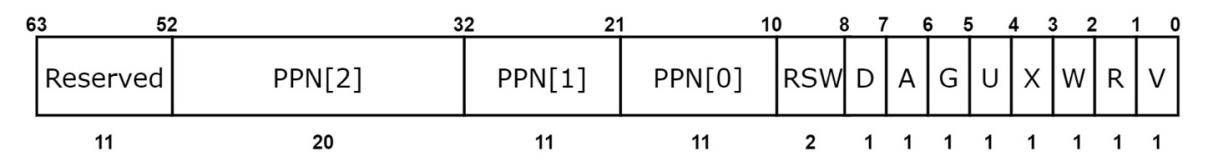 63 52 32 21 10 8 7 6 5 4 3 2 1 0
Reserved PPN[2] PPN[1] PPN[0] RSW D A G U X W R V
11 20 11 11 2 1 1 1 1 1 1 1 1